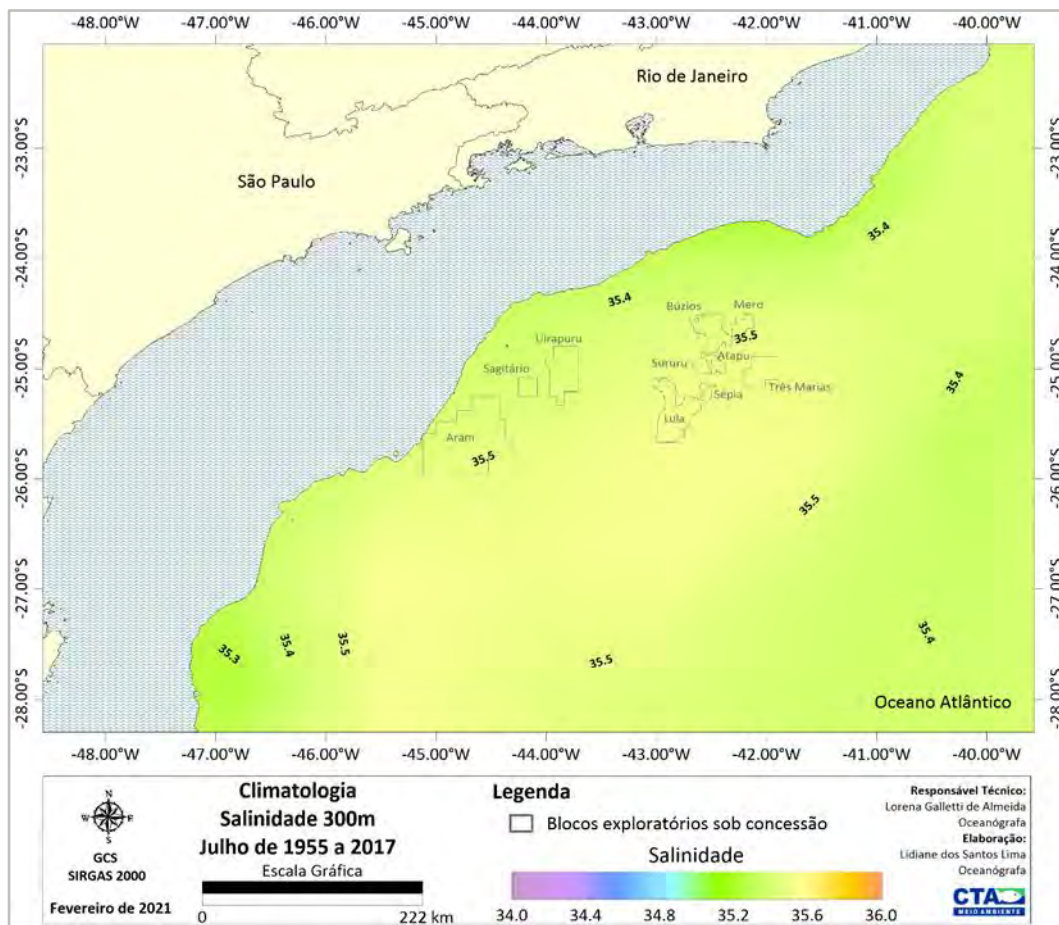 -48.00°W -47.00°W -46.00°W -45.00°W -44.00°W -43.00°W -42.00°W -41.00°W -40.00°W
-23.00°S
-24.00°S
-25.00°S
-26.00°S
-27.00°S
-28.00°S
Rio de Janeiro
São Paulo
35.4
35.4
Búzios Mero
35.5
Uirapuru
Atapu
Sururu
Sagitário
35.4
Três Marias
Sépia
Lula
Aram
35.5
35.5
35.4
35.3 35.4 35.5
35.5
Oceano Atlântico
-23.00°S
-24.00°S
-25.00°S
-26.00°S
-27.00°S
-28.00°S
-48.00°W -47.00°W -46.00°W -45.00°W -44.00°W -43.00°W -42.00°W -41.00°W -40.00°W
N
W E
S
GCS
SIRGAS 2000
Fevereiro de 2021
Climatologia
Salinidade 300m
Julho de 1955 a 2017
Escala Gráfica
0 222 km
Legenda
Blocos exploratórios sob concessão
Salinidade
34.0 34.4 34.8 35.2 35.6 36.0
Responsável Técnico:
Lorena Galletti de Almeida
Oceanógrafa
Elaboração:
Lidiane dos Santos Lima
Oceanógrafa
CTA
MEIO AMBIENTE